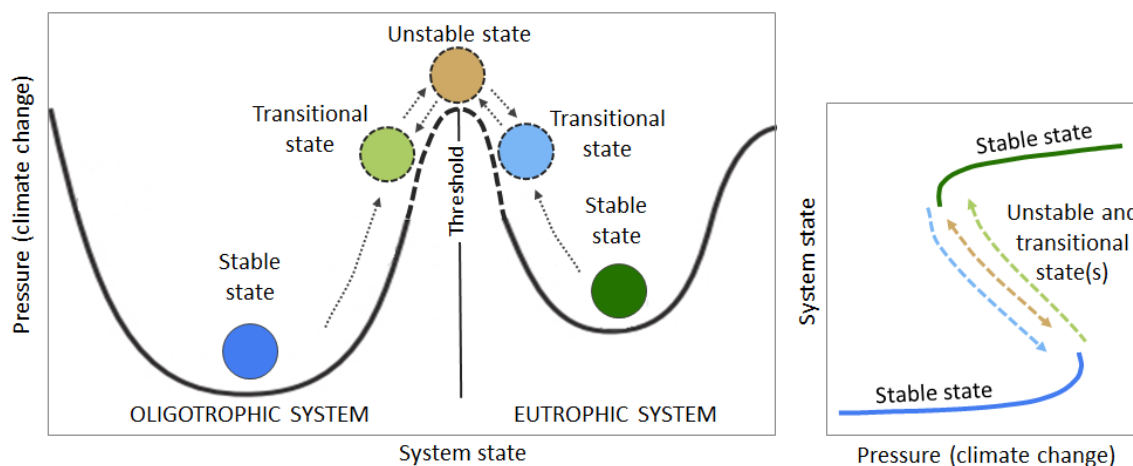 Unstable state
Transitional
state
Transitional
state
Threshold
Stable
state
Stable
state
OLIGOTROPHIC SYSTEM
EUTROPHIC SYSTEM
Pressure (climate change)
System state
Stable state
Unstable and
transitional
state(s)
Stable state
System state
Pressure (climate change)